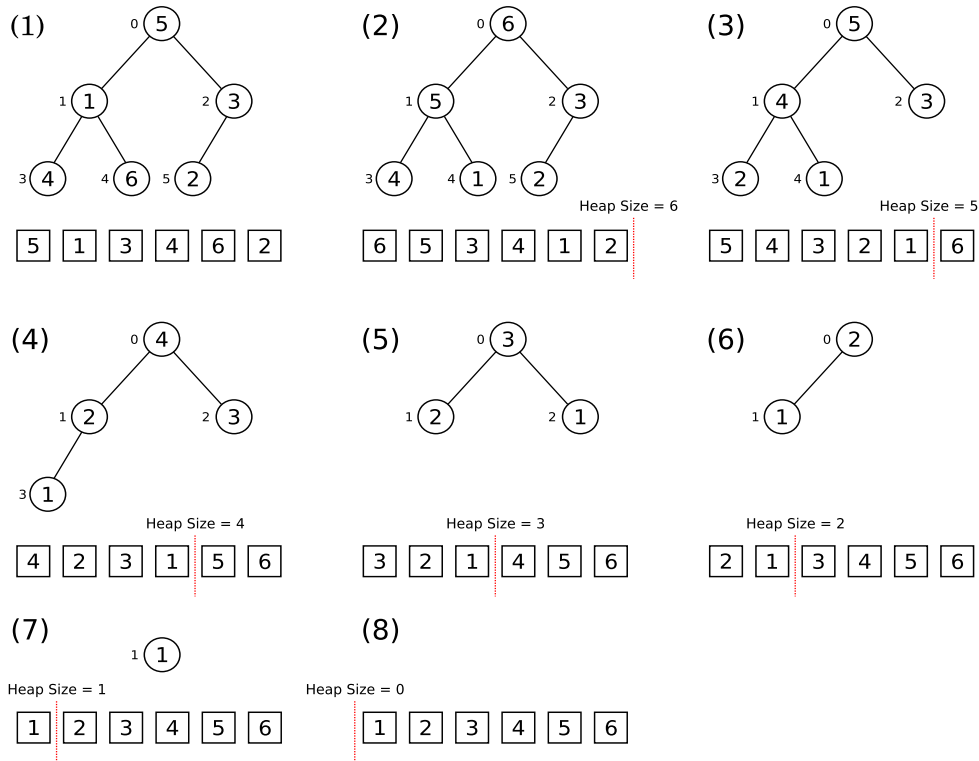 (1) (2) (3)
0 5 0 6 0 5
1 1 2 3 1 5 2 3 1 4 2 3
3 4 4 6 5 2 3 4 4 1 5 2 3 2 4 1
Heap Size = 6 Heap Size = 5
5 1 3 4 6 2 6 5 3 4 1 2 5 4 3 2 1 6
(4) (5) (6)
0 4 0 3 0 2
1 2 2 3 1 2 2 1 1 1
3 1
Heap Size = 4 Heap Size = 3 Heap Size = 2
4 2 3 1 5 6 3 2 1 4 5 6 2 1 3 4 5 6
(7) (8)
1 1
Heap Size = 1 Heap Size = 0
1 2 3 4 5 6 1 2 3 4 5 6